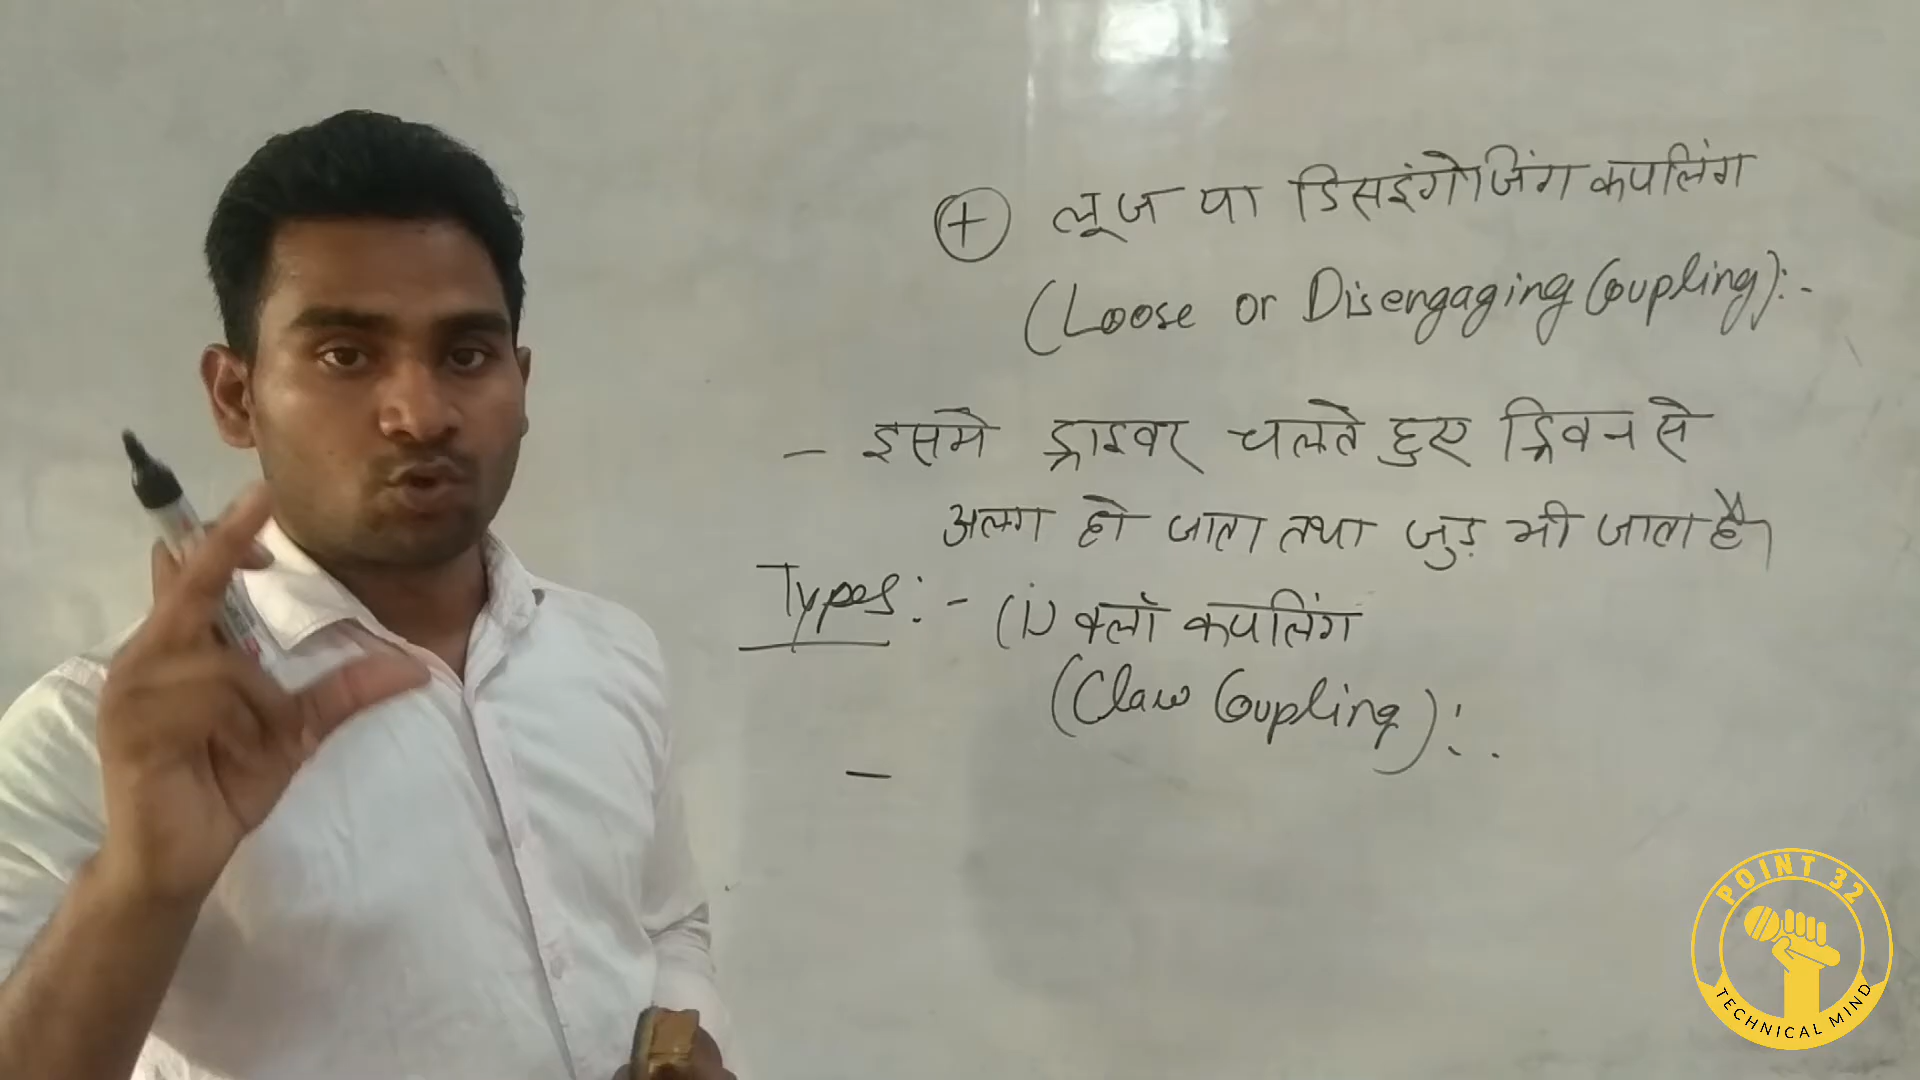 + लूज या डिसइंगेजिंग कपलिंग
(Loose or Disengaging Coupling):-
- इसमे ड्राइवर चलते हुए ड्रिवन से
अलग हो जाता तथा जुड़ भी जाता है।
Types:- (i) क्लॉ कपलिंग
(Claw Coupling):-
-
POINT 32
TECHNICAL MIND